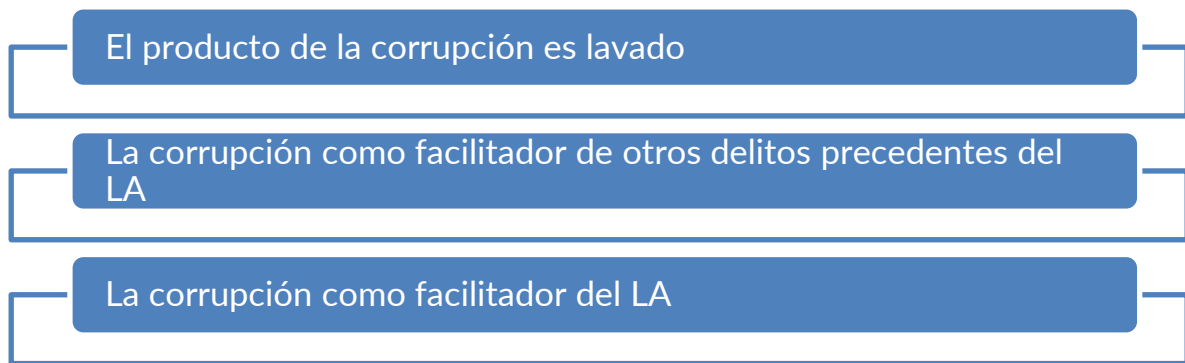 El producto de la corrupción es lavado
La corrupción como facilitador de otros delitos precedentes del
LA
La corrupción como facilitador del LA